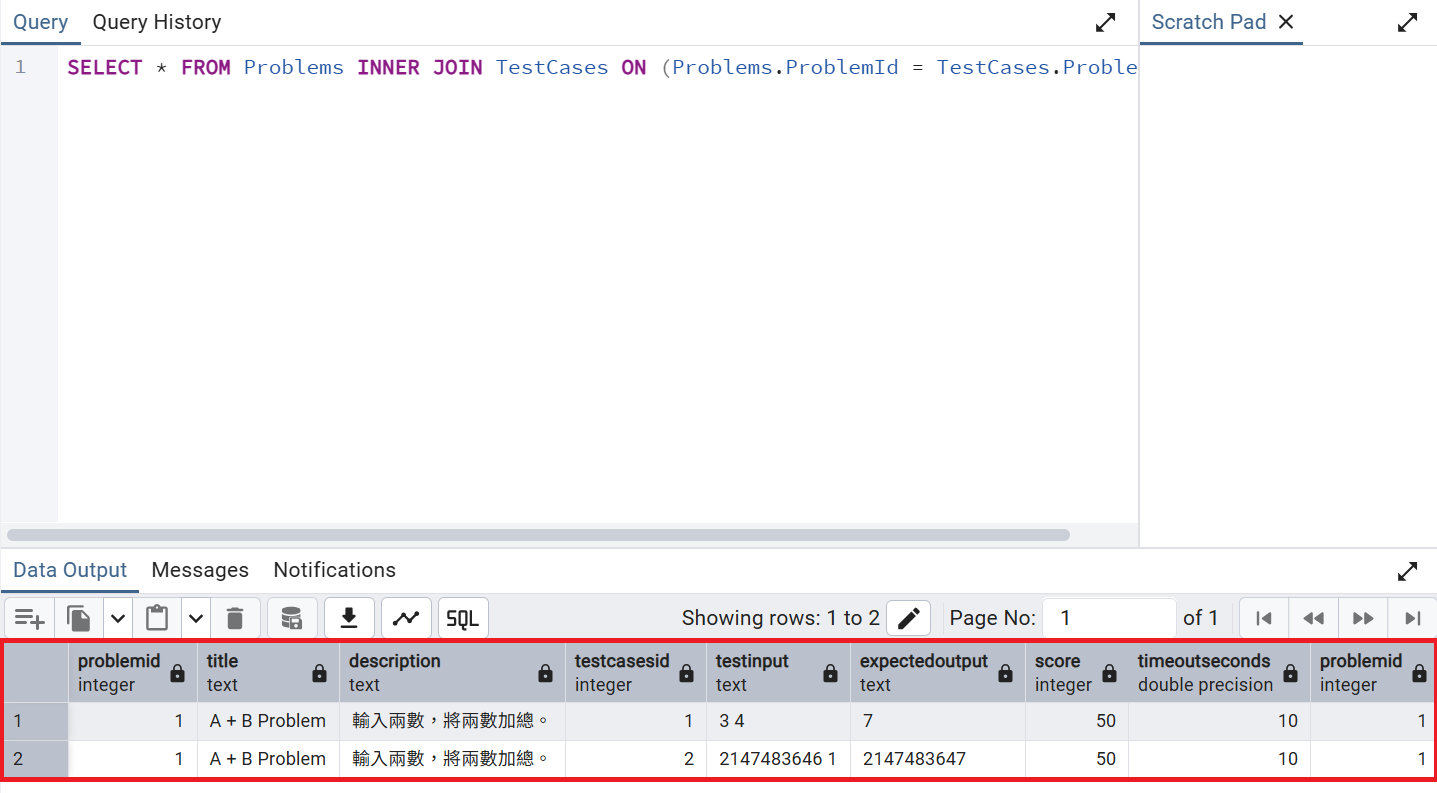 Query Query History Scratch Pad
1 SELECT * FROM Problems INNER JOIN TestCases ON (Problems.ProblemId = TestCases.Proble
Data Output Messages Notifications
SQL Showing rows: 1 to 2 Page No: 1 of 1
problemid title description testcasesid testinput expectedoutput score timeoutseconds problemid
integer text text integer text text integer double precision integer
1 1 A + B Problem 輸入兩數，將兩數加總。 1 3 4 7 50 10 1
2 1 A + B Problem 輸入兩數，將兩數加總。 2 2147483646 1 2147483647 50 10 1